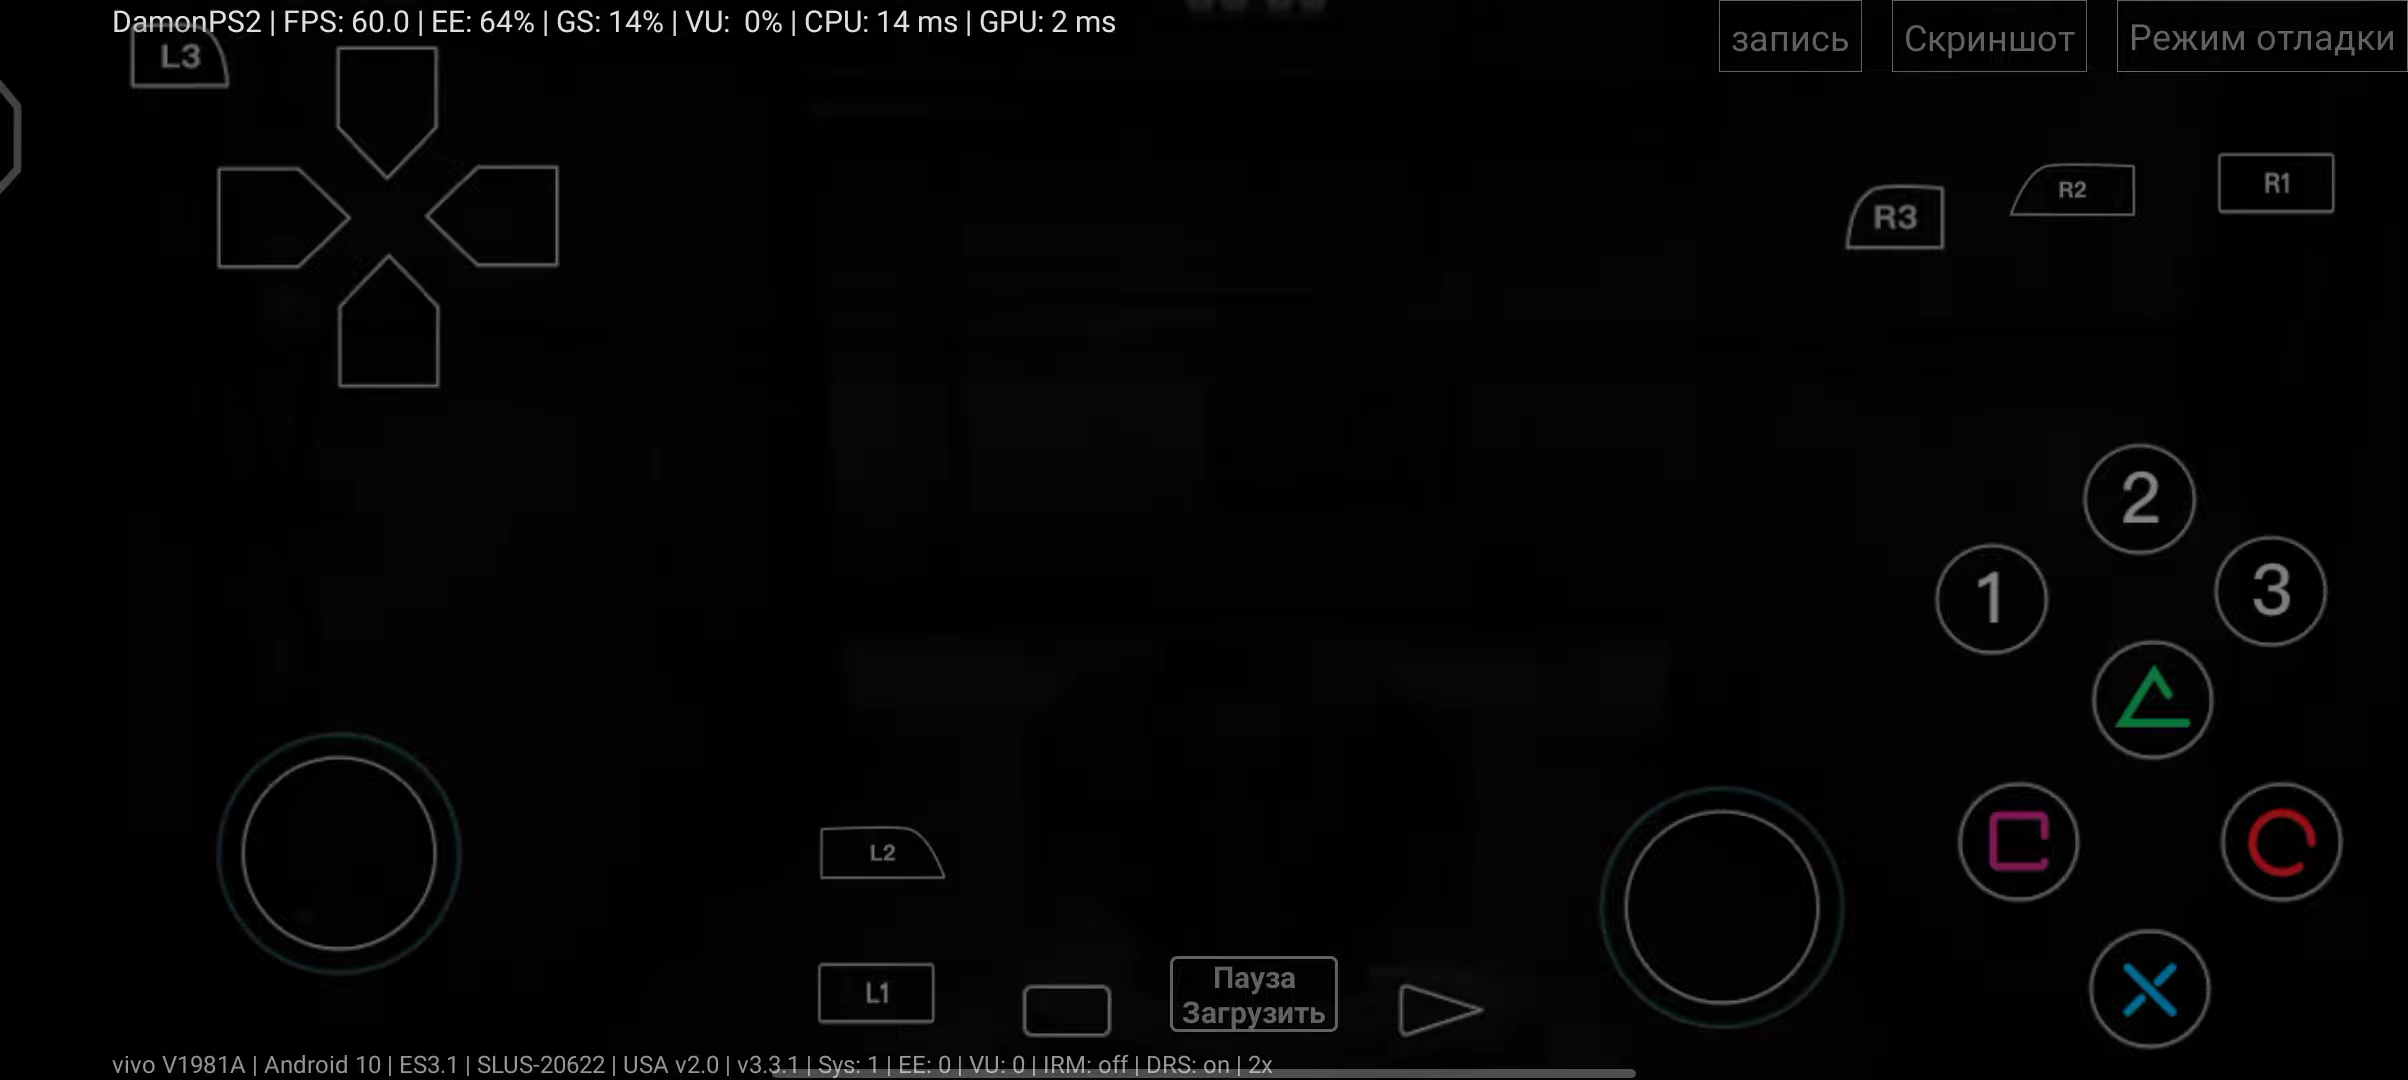 DamonPS2 | FPS: 60.0 | EE: 64% | GS: 14% | VU: 0% | CPU: 14 ms | GPU: 2 ms
запись
Скриншот
Режим отладки
L3
R3
R2
R1
2
1
3
L2
L1
Пауза
Загрузить
vivo V1981A | Android 10 | ES3.1 | SLUS-20622 | USA v2.0 | v3.3.1 | Sys: 1 | EE: 0 | VU: 0 | IRM: off | DRS: on | 2x